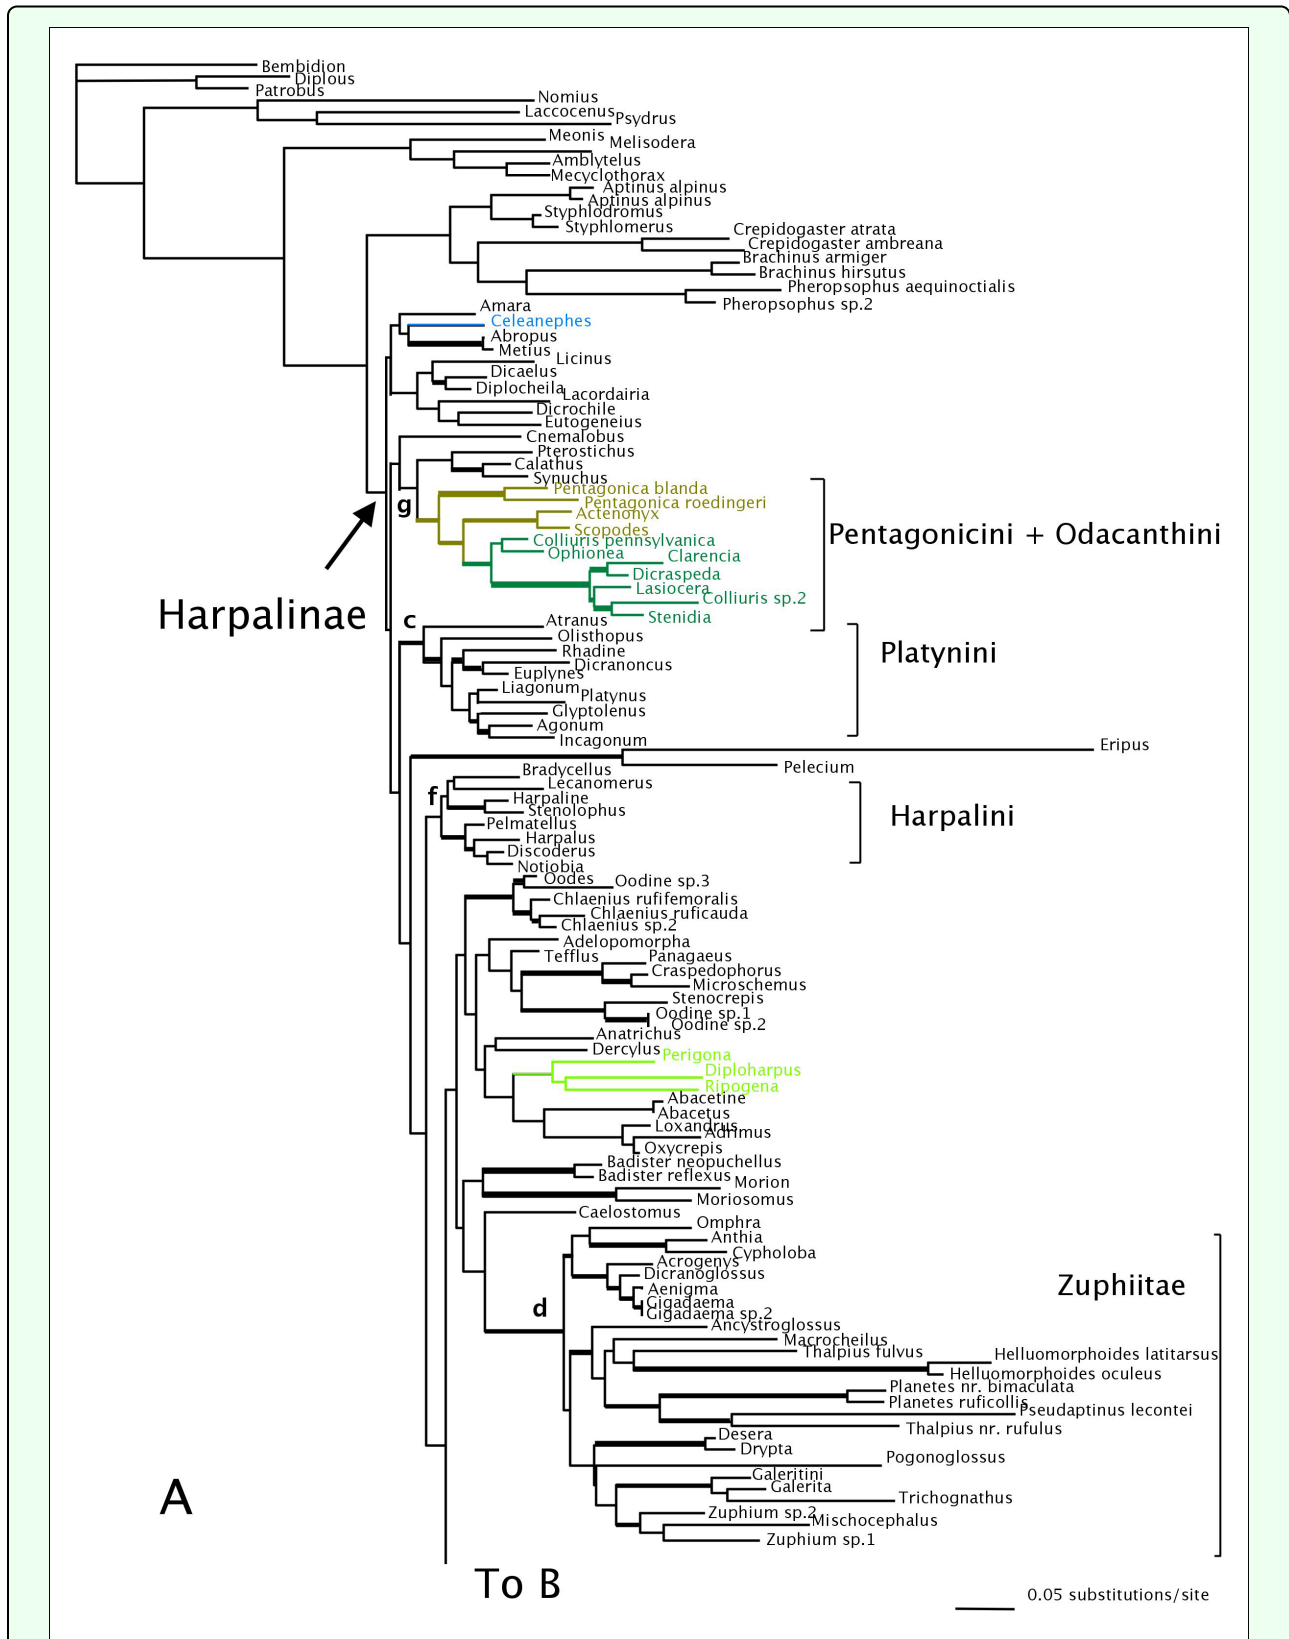 Bembidion
Diplous
Patrobus
Nomius
Laccocenus
Psydrus
Meonis
Melisodera
Amblytelus
Mecyclothorax
Aptinus alpinus
Aptinus alpinus
Styphlodromus
Styphlomerus
Crepidogaster atrata
Crepidogaster ambreana
Brachinus armiger
Brachinus hirsutus
Pheropsophus aequinoctialis
Pheropsophus sp.2
Amara
Celeanephes
Abropus
Metius
Licinus
Dicaelus
Diplocheila
Lacordairia
Dicrochile
Eutogeneius
Cnemalobus
Pterostichus
Calathus
Synuchus
Pentagonica blanda
Pentagonica roedingeri
g
Actenonyx
Scopodes
Pentagonicini + Odacanthini
Colliuris pennsylvanica
Ophionea
Clarencia
Dicraspeda
Lasiocera
Colliuris sp.2
Stenidia
Harpalinae
c
Atranus
Olisthopus
Rhadine
Platynini
Dicranoncus
Euplynes
Liagonum
Platynus
Glyptolenus
Agonum
Incagonum
Eripus
Pelecium
Bradycellus
Lecanomerus
f
Harpaline
Stenolophus
Harpalini
Pelmatellus
Harpalus
Discoderus
Notiobia
Oodes
Oodine sp.3
Chlaenius rufifemoralis
Chlaenius ruficauda
Chlaenius sp.2
Adelopomorpha
Tefflus
Panagaeus
Craspedophorus
Microschemus
Stenocrepis
Oodine sp.1
Oodine sp.2
Anatrichus
Dercylus
Perigona
Diploharpus
Ripogena
Abacetine
Abacetus
Loxandrus
Adrimus
Oxycrepis
Badister neopuchellus
Badister reflexus
Morion
Moriosomus
Caelostomus
Omphra
Anthia
Cypholoba
Acrogenys
Dicranoglossus
Zuphiitae
Aenigma
Gigadaema
d
Gigadaema sp.2
Ancystroglossus
Macrocheilus
Thalpius fulvus
Helluomorphoides latitarsus
Helluomorphoides oculeus
Planetes nr. bimaculata
Planetes ruficollis
Pseudaptinus lecontei
Thalpius nr. rufulus
Desera
Drypta
Pogonoglossus
Galeritini
Galerita
Trichognathus
A
Zuphium sp.2
Mischocephalus
Zuphium sp.1
To B
0.05 substitutions/site